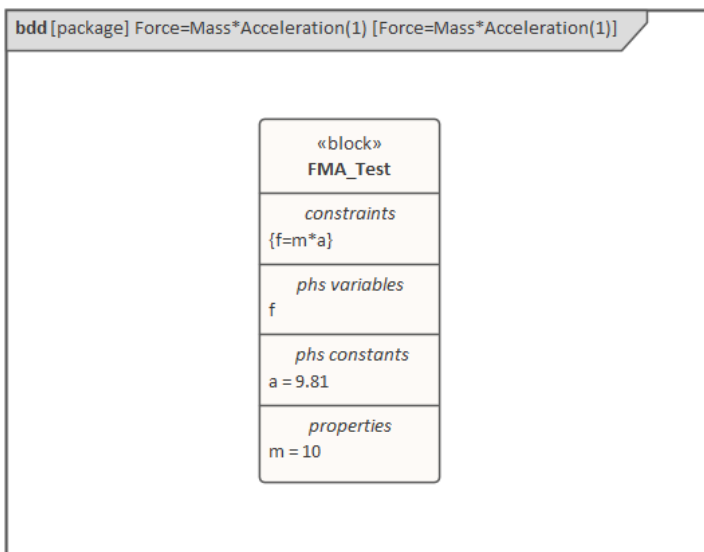 bdd [package] Force=Mass*Acceleration(1) [Force=Mass*Acceleration(1)]
«block»
FMA_Test
constraints
{f=m*a}
phs variables
f
phs constants
a = 9.81
properties
m = 10